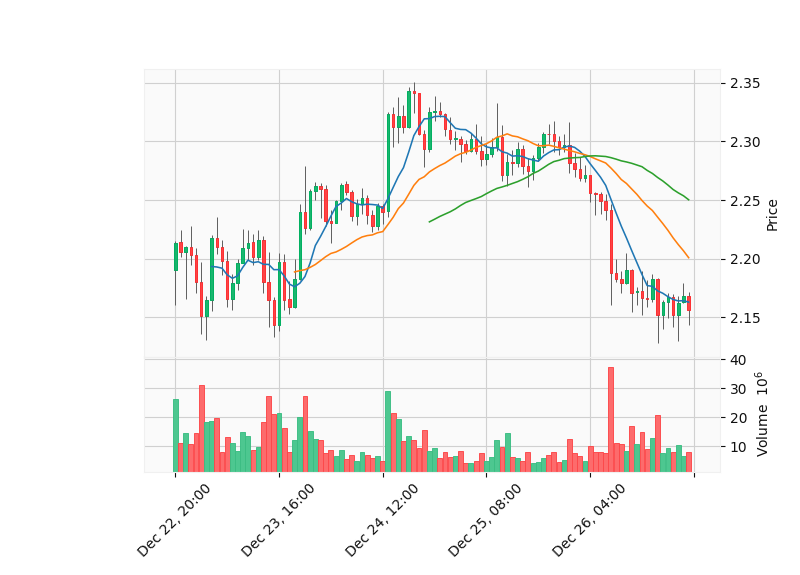 2.35
2.30
2.25
2.20
2.15
Price
40
30
20
10
Volume 10^6
Dec 22, 20:00
Dec 23, 16:00
Dec 24, 12:00
Dec 25, 08:00
Dec 26, 04:00